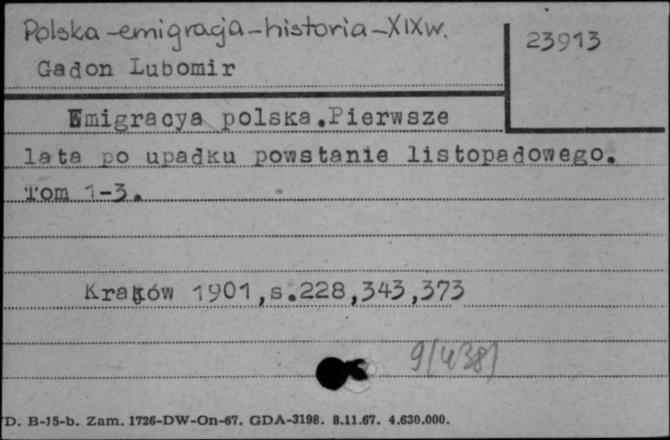 Polska-emigracja-historia-XIXw.
23913
Gadon Lubomir
Emigracya polska.Pierwsze
lata po upadku powstanie listopadowego.
Tom 1-3.
Kraków 1901,s.228,343,373
9(438)
D. B-15-b. Zam. 1726-DW-On-67. GDA-3198. 8.11.67. 4.630.000.